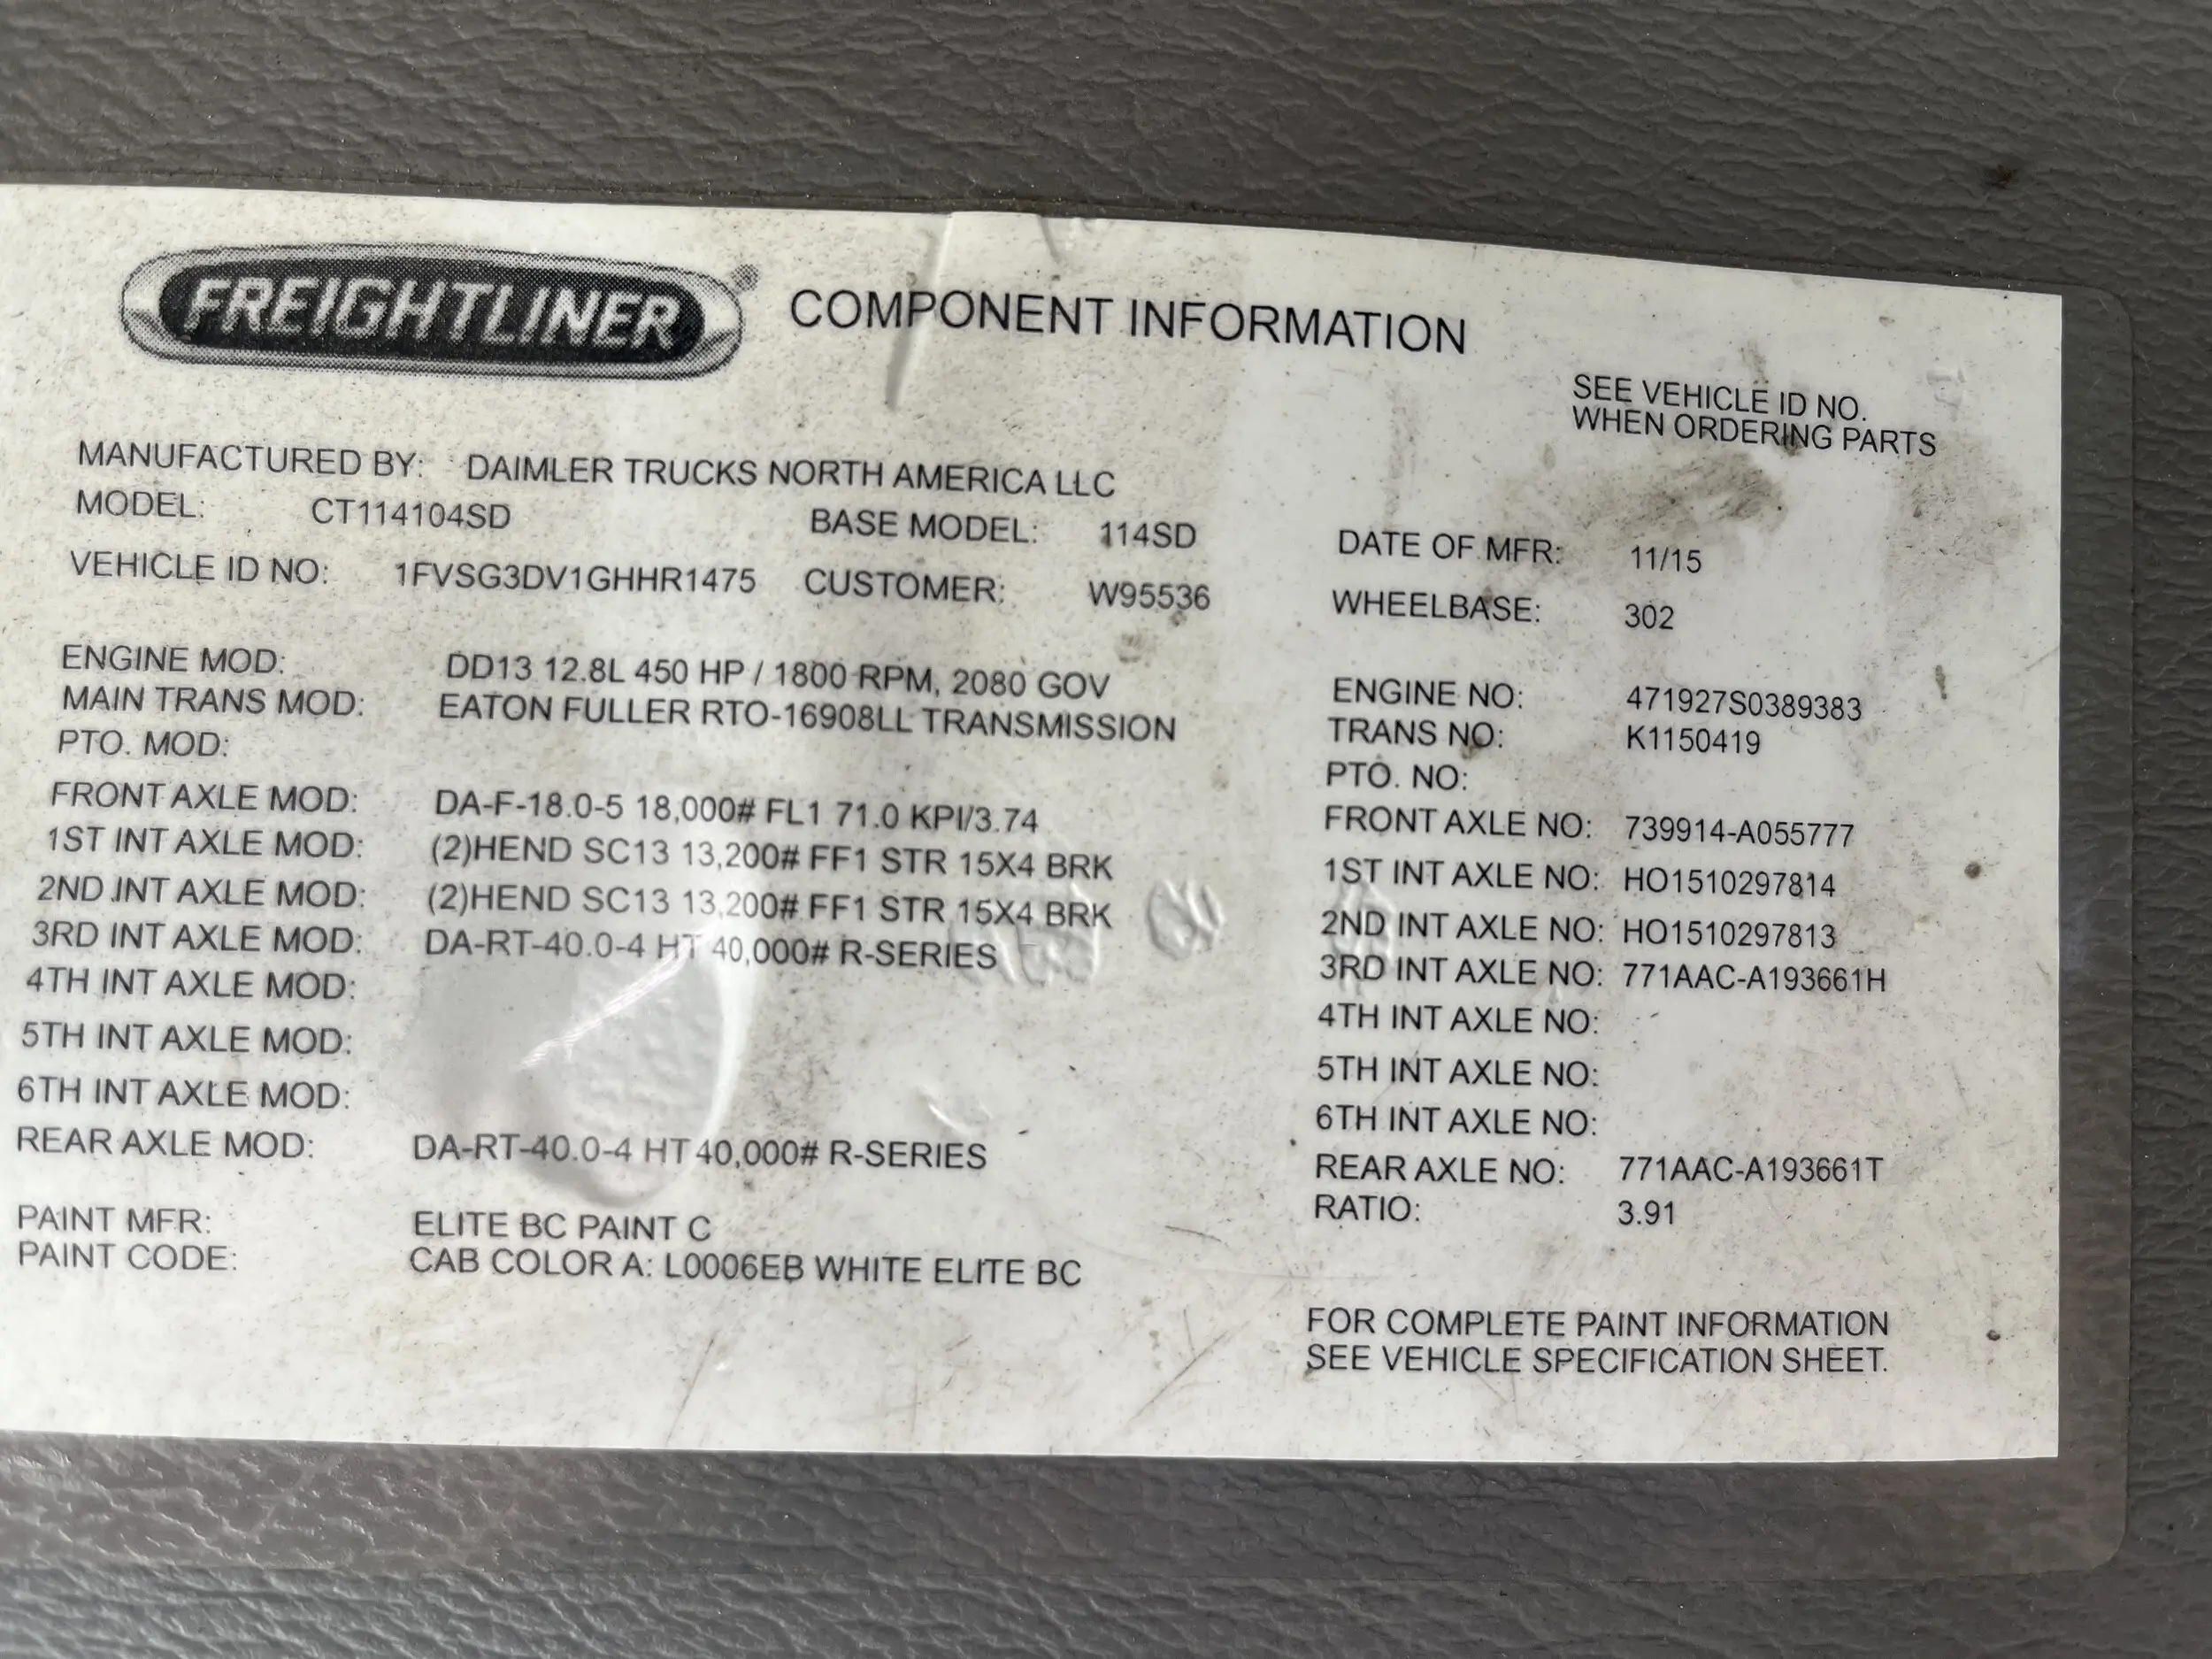 FREIGHTLINER® COMPONENT INFORMATION
SEE VEHICLE ID NO.
WHEN ORDERING PARTS
MANUFACTURED BY: DAIMLER TRUCKS NORTH AMERICA LLC
MODEL: CT114104SD BASE MODEL: 114SD DATE OF MFR: 11/15
VEHICLE ID NO: 1FVSG3DV1GHHR1475 CUSTOMER: W95536 WHEELBASE: 302
ENGINE MOD: DD13 12.8L 450 HP / 1800 RPM, 2080 GOV ENGINE NO: 471927S0389383
MAIN TRANS MOD: EATON FULLER RTO-16908LL TRANSMISSION TRANS NO: K1150419
PTO. MOD: PTO. NO:
FRONT AXLE MOD: DA-F-18.0-5 18,000# FL1 71.0 KPI/3.74 FRONT AXLE NO: 739914-A055777
1ST INT AXLE MOD: (2)HEND SC13 13,200# FF1 STR 15X4 BRK 1ST INT AXLE NO: HO1510297814
2ND INT AXLE MOD: (2)HEND SC13 13,200# FF1 STR 15X4 BRK 2ND INT AXLE NO: HO1510297813
3RD INT AXLE MOD: DA-RT-40.0-4 HT 40,000# R-SERIES 3RD INT AXLE NO: 771AAC-A193661H
4TH INT AXLE MOD: 4TH INT AXLE NO:
5TH INT AXLE MOD: 5TH INT AXLE NO:
6TH INT AXLE MOD: 6TH INT AXLE NO:
REAR AXLE MOD: DA-RT-40.0-4 HT 40,000# R-SERIES REAR AXLE NO: 771AAC-A193661T
RATIO: 3.91
PAINT MFR: ELITE BC PAINT C
PAINT CODE: CAB COLOR A: L0006EB WHITE ELITE BC
FOR COMPLETE PAINT INFORMATION
SEE VEHICLE SPECIFICATION SHEET.